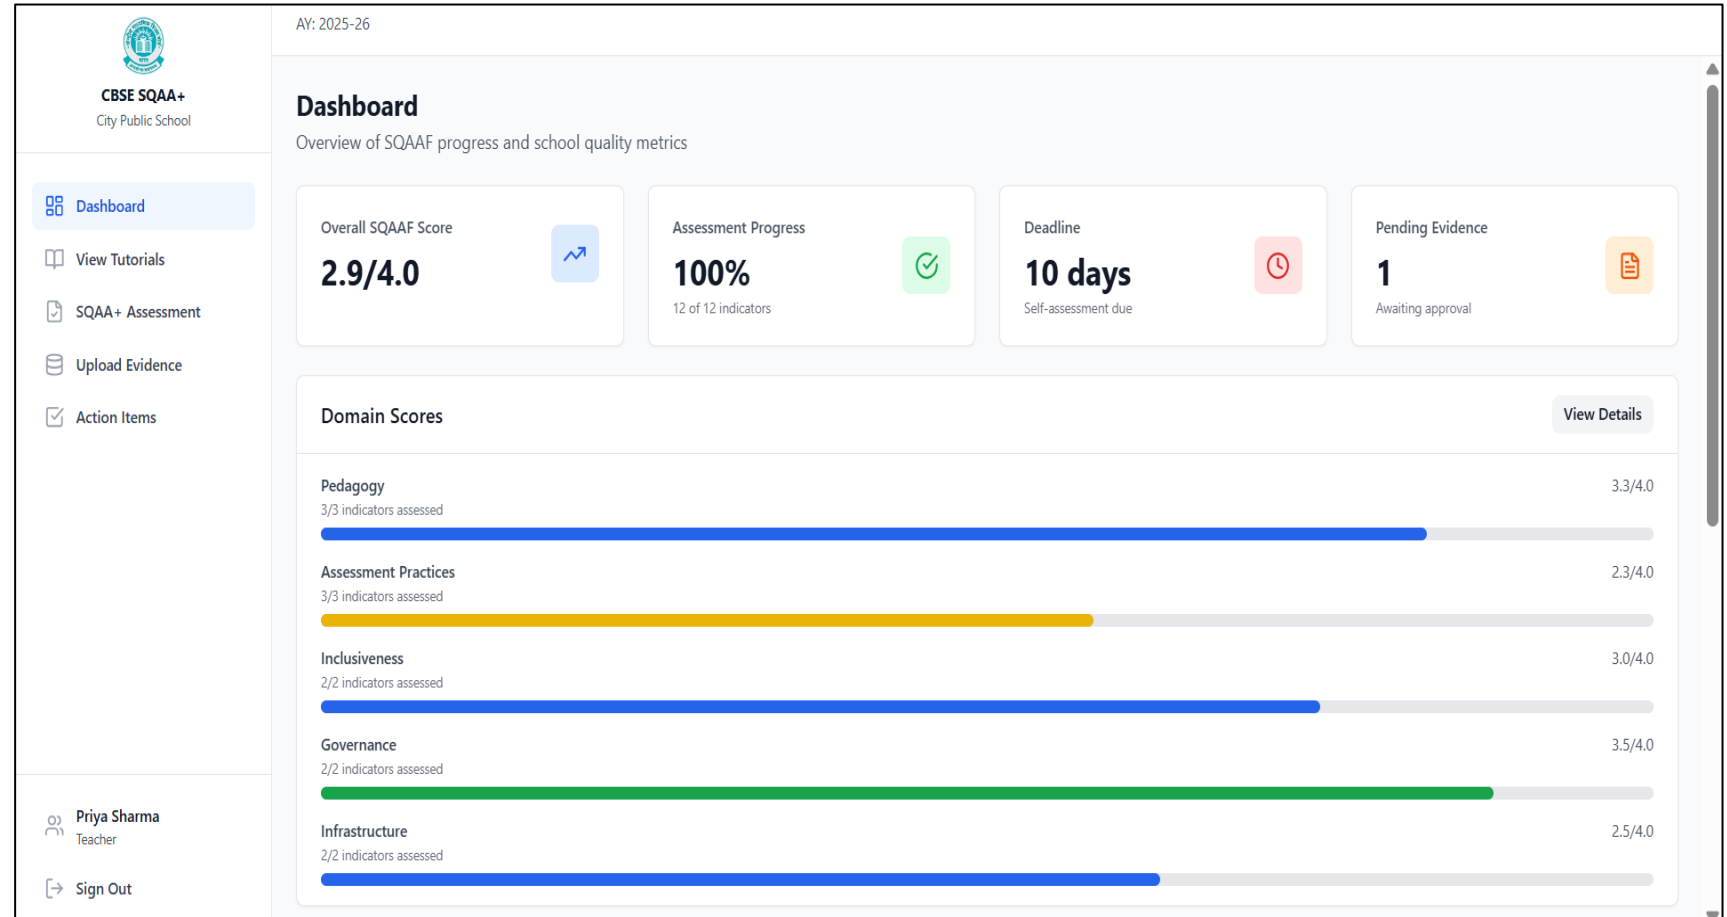 CBSE SQAA+
City Public School
Dashboard
View Tutorials
SQAA+ Assessment
Upload Evidence
Action Items
Priya Sharma
Teacher
Sign Out
AY: 2025-26
Dashboard
Overview of SQAAF progress and school quality metrics
Overall SQAAF Score
2.9/4.0
Assessment Progress
100%
12 of 12 indicators
Deadline
10 days
Self-assessment due
Pending Evidence
1
Awaiting approval
Domain Scores
View Details
Pedagogy
3.3/4.0
3/3 indicators assessed
Assessment Practices
2.3/4.0
3/3 indicators assessed
Inclusiveness
3.0/4.0
2/2 indicators assessed
Governance
3.5/4.0
2/2 indicators assessed
Infrastructure
2.5/4.0
2/2 indicators assessed